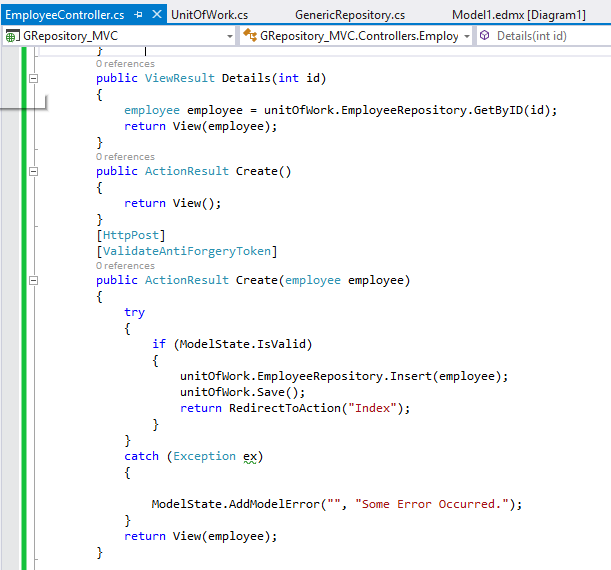 EmployeeController.cs UnitOfWork.cs GenericRepository.cs Model1.edmx [Diagram1]
GRepository_MVC GRepository_MVC.Controllers.Employ Details(int id)
}
0 references
public ViewResult Details(int id)
{
employee employee = unitOfWork.EmployeeRepository.GetByID(id);
return View(employee);
}
0 references
public ActionResult Create()
{
return View();
}
[HttpPost]
[ValidateAntiForgeryToken]
0 references
public ActionResult Create(employee employee)
{
try
{
if (ModelState.IsValid)
{
unitOfWork.EmployeeRepository.Insert(employee);
unitOfWork.Save();
return RedirectToAction("Index");
}
}
catch (Exception ex)
{
ModelState.AddModelError("", "Some Error Occurred.");
}
return View(employee);
}